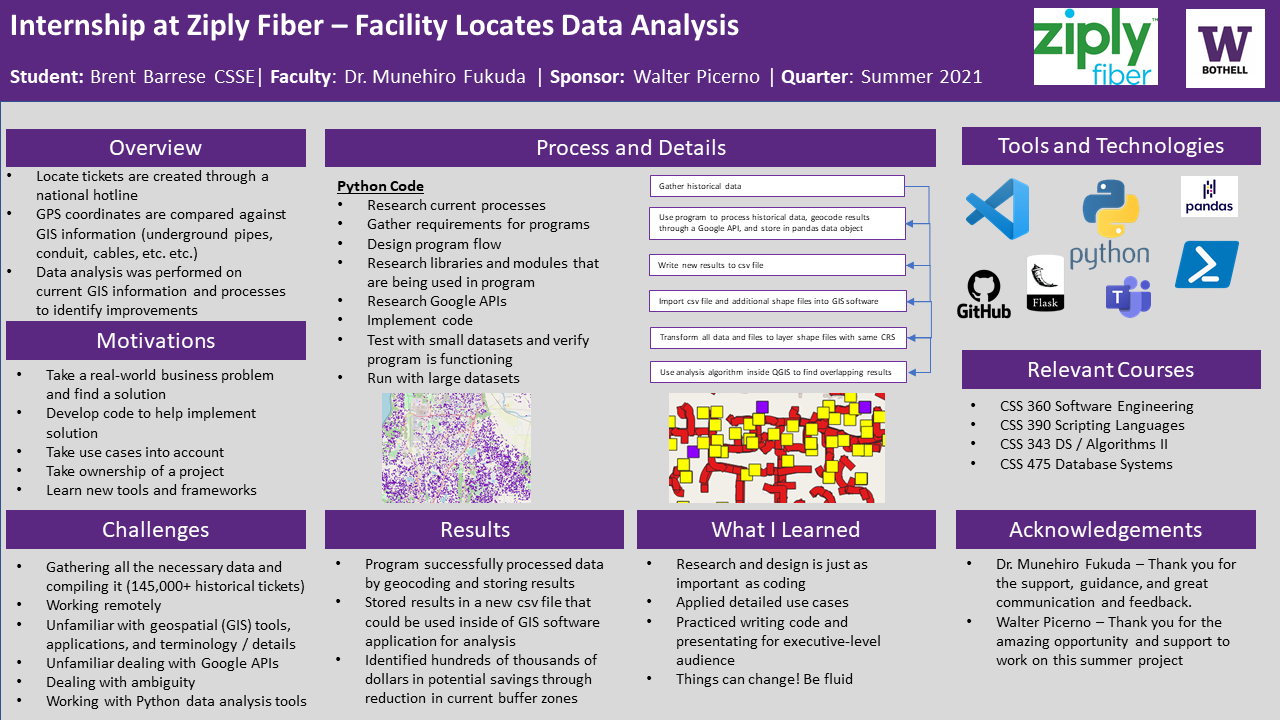 Internship at Ziply Fiber – Facility Locates Data Analysis
Student: Brent Barrese CSSE| Faculty: Dr. Munehiro Fukuda | Sponsor: Walter Picerno | Quarter: Summer 2021
ziply™
fiber
W
BOTHELL
Overview
• Locate tickets are created through a
national hotline
• GPS coordinates are compared against
GIS information (underground pipes,
conduit, cables, etc. etc.)
• Data analysis was performed on
current GIS information and processes
to identify improvements
Motivations
• Take a real-world business problem
and find a solution
• Develop code to help implement
solution
• Take use cases into account
• Take ownership of a project
• Learn new tools and frameworks
Process and Details
Python Code
• Research current processes
• Gather requirements for programs
• Design program flow
• Research libraries and modules that
are being used in program
• Research Google APIs
• Implement code
• Test with small datasets and verify
program is functioning
• Run with large datasets
Gather historical data
Use program to process historical data, geocode results
through a Google API, and store in pandas data object
Write new results to csv file
Import csv file and additional shape files into GIS software
Transform all data and files to layer shape files with same CRS
Use analysis algorithm inside QGIS to find overlapping results
Tools and Technologies
pandas
python
GitHub
Flask
T
Relevant Courses
• CSS 360 Software Engineering
• CSS 390 Scripting Languages
• CSS 343 DS / Algorithms II
• CSS 475 Database Systems
Challenges
• Gathering all the necessary data and
compiling it (145,000+ historical tickets)
• Working remotely
• Unfamiliar with geospatial (GIS) tools,
applications, and terminology / details
• Unfamiliar dealing with Google APIs
• Dealing with ambiguity
• Working with Python data analysis tools
Results
• Program successfully processed data
by geocoding and storing results
• Stored results in a new csv file that
could be used inside of GIS software
application for analysis
• Identified hundreds of thousands of
dollars in potential savings through
reduction in current buffer zones
What I Learned
• Research and design is just as
important as coding
• Applied detailed use cases
• Practiced writing code and
presentating for executive-level
audience
• Things can change! Be fluid
Acknowledgements
• Dr. Munehiro Fukuda – Thank you for
the support, guidance, and great
communication and feedback.
• Walter Picerno – Thank you for the
amazing opportunity and support to
work on this summer project